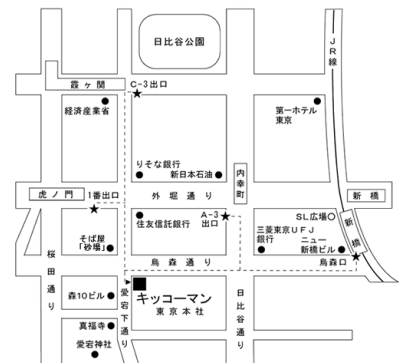 日比谷公園
JR線
霞ヶ関
C-3出口
経済産業省
第一ホテル
東京
りそな銀行
新日本石油
内幸町
虎ノ門
1番出口
外堀通り
新橋
住友信託銀行
A-3
出口
SL広場
三菱東京UFJ
銀行
ニュー
新橋ビル
新橋
そば屋
「砂場」
烏森通り
烏森口
桜田通り
森10ビル
愛宕下通り
キッコーマン
東京本社
日比谷通り
真福寺
愛宕神社